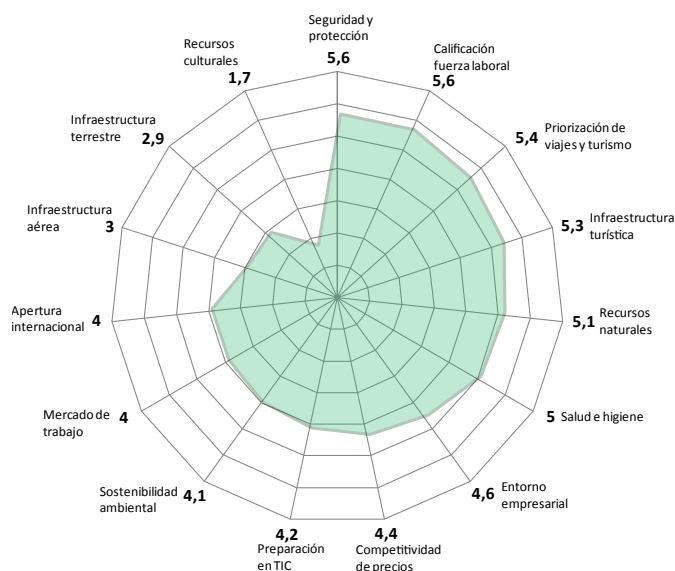 Seguridad y
protección
5,6
Calificación
fuerza laboral
5,6
Priorización de
viajes y turismo
5,4
Infraestructura
turística
5,3
Recursos
naturales
5,1
Salud e higiene
5
Entorno
empresarial
4,6
Competitividad
de precios
4,4
Preparación
en TIC
4,2
Sostenibilidad
ambiental
4,1
Mercado de
trabajo
4
Apertura
internacional
4
Infraestructura
aérea
3
Infraestructura
terrestre
2,9
Recursos
culturales
1,7